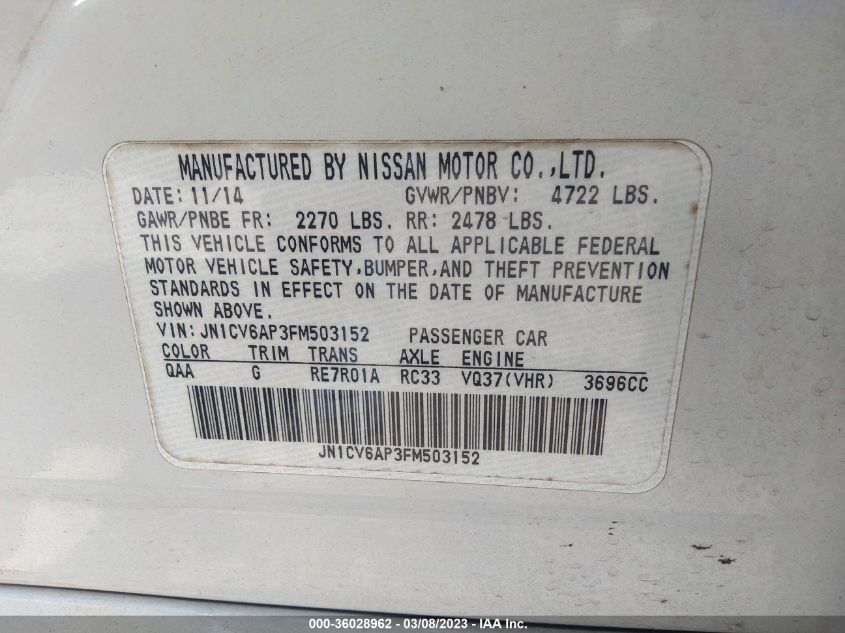 MANUFACTURED BY NISSAN MOTOR CO.,LTD.
DATE: 11/14 GVWR/PNBV: 4722 LBS.
GAWR/PNBE FR: 2270 LBS. RR: 2478 LBS.
THIS VEHICLE CONFORMS TO ALL APPLICABLE FEDERAL
MOTOR VEHICLE SAFETY,BUMPER,AND THEFT PREVENTION
STANDARDS IN EFFECT ON THE DATE OF MANUFACTURE
SHOWN ABOVE.
VIN: JN1CV6AP3FM503152 PASSENGER CAR
COLOR TRIM TRANS AXLE ENGINE
QAA G RE7R01A RC33 VQ37(VHR) 3696CC
JN1CV6AP3FM503152
000-36028962 - 03/08/2023 - IAA Inc.